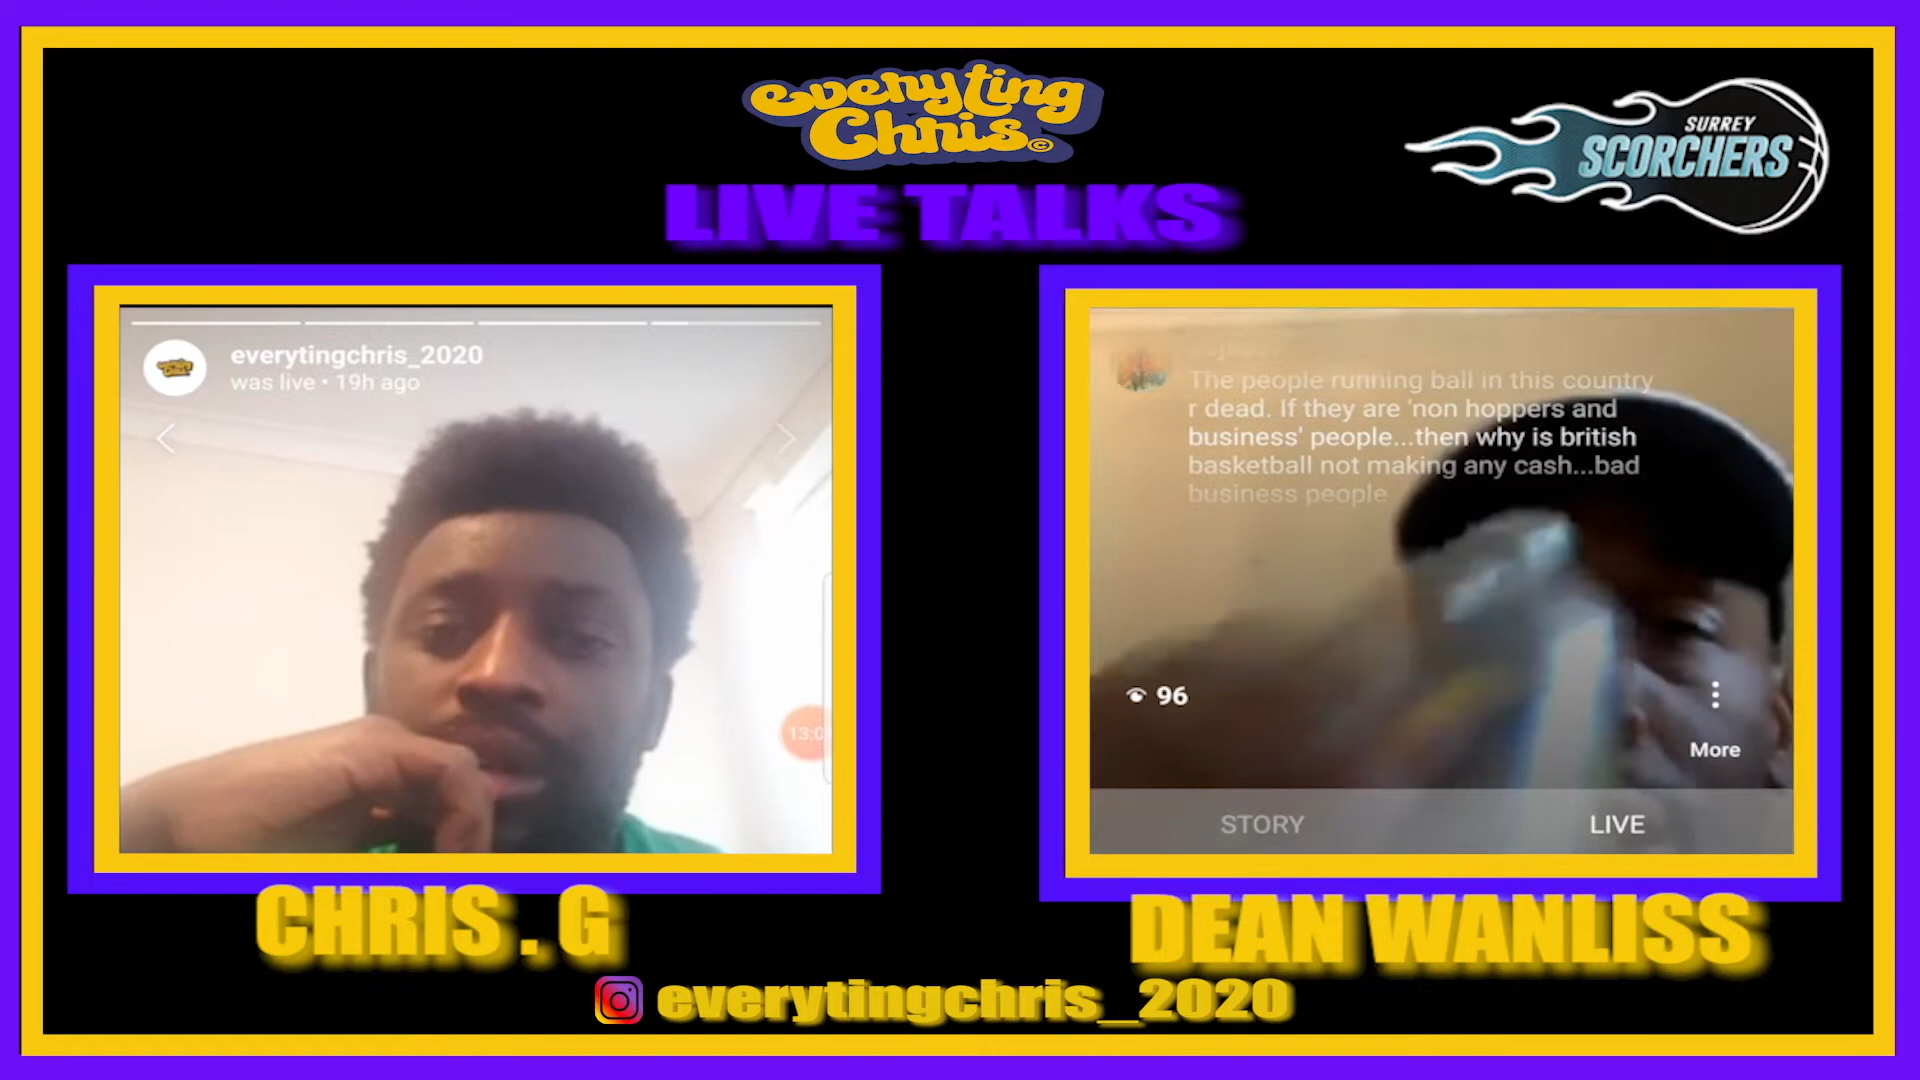 everyting
Chris©
LIVE TALKS
SURREY
SCORCHERS
everytingchris_2020
was live • 19h ago
The people running ball in this country
r dead. If they are 'non hoppers and
business' people...then why is british
basketball not making any cash...bad
business people
96
More
STORY
LIVE
CHRIS . G
DEAN WANLISS
everytingchris_2020